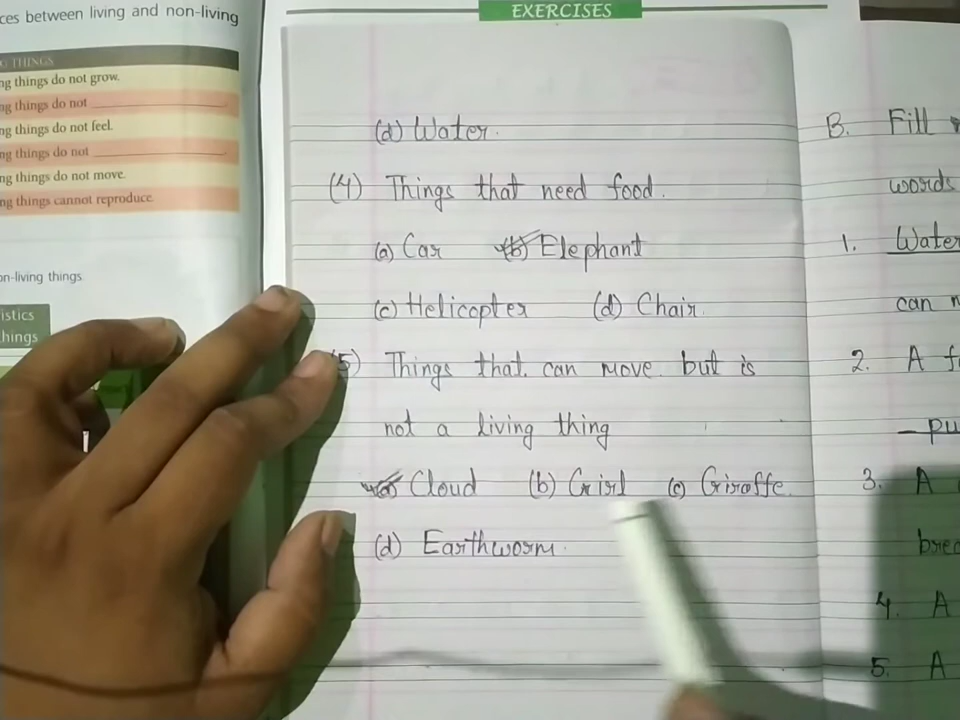 ces between living and non-living
G THINGS
ng things do not grow.
ng things do not
ng things do not feel.
ng things do not
ng things do not move.
ng things cannot reproduce.
on-living things
istics
hings
EXERCISES
(d) Water.
(4) Things that need food.
(a) Car (b) Elephant
(c) Helicopter (d) Chair.
(5) Things that can move but is
not a living thing
(a) Cloud (b) Girl (c) Giraffe.
(d) Earthworm.
B. Fill
words
1. Water
can
2. A
3. A
4. A
5. A